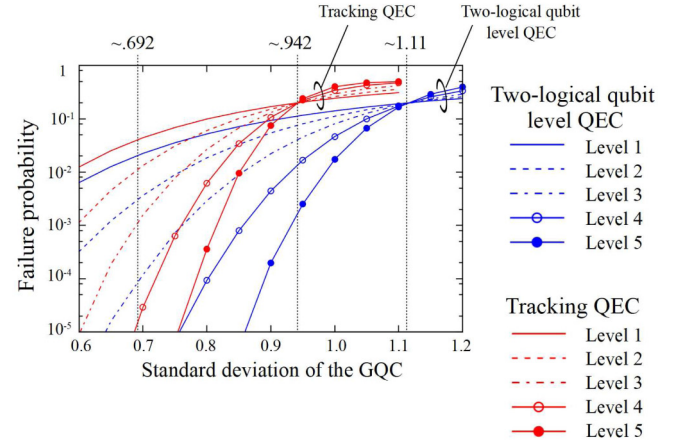 Tracking QEC
Two-logical qubit
level QEC
~.692
~.942
~1.11
1
10-1
10-2
10-3
10-4
10-5
Failure probability
0.6
0.7
0.8
0.9
1.0
1.1
1.2
Standard deviation of the GQC
Two-logical qubit
level QEC
Level 1
Level 2
Level 3
Level 4
Level 5
Tracking QEC
Level 1
Level 2
Level 3
Level 4
Level 5